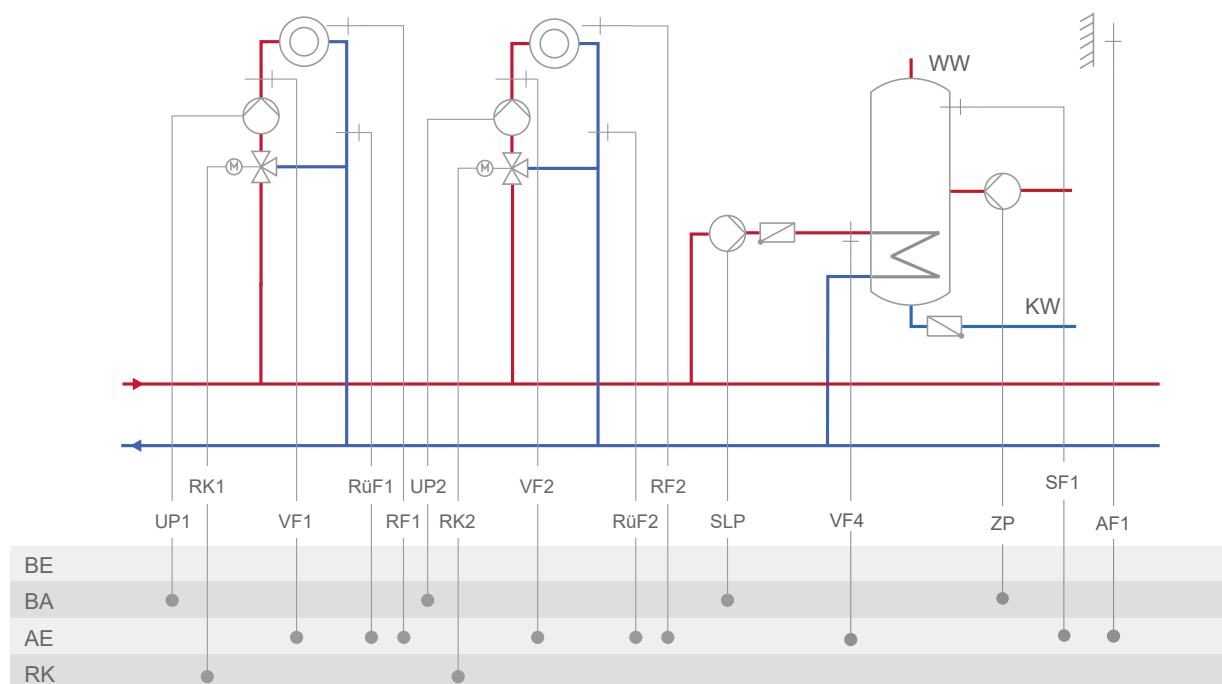 WW
M
M
KW
RK1 RüF1 UP2 VF2 RF2 SF1
UP1 VF1 RF1 RK2 RüF2 SLP VF4 ZP AF1
BE
BA
AE
RK